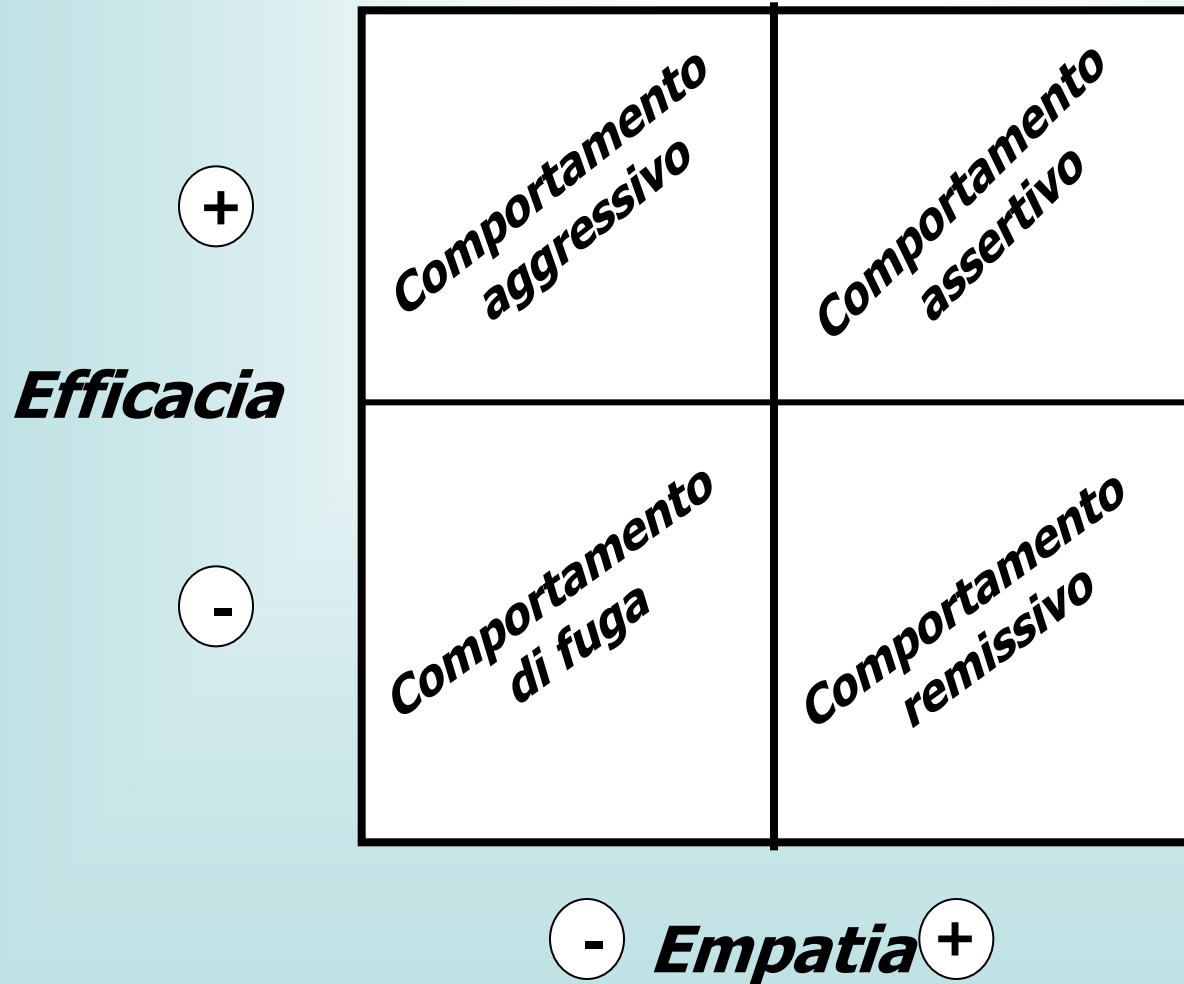 Comportamento
aggressivo
Comportamento
assertivo
+
Efficacia
Comportamento
di fuga
Comportamento
remissivo
-
- Empatia +